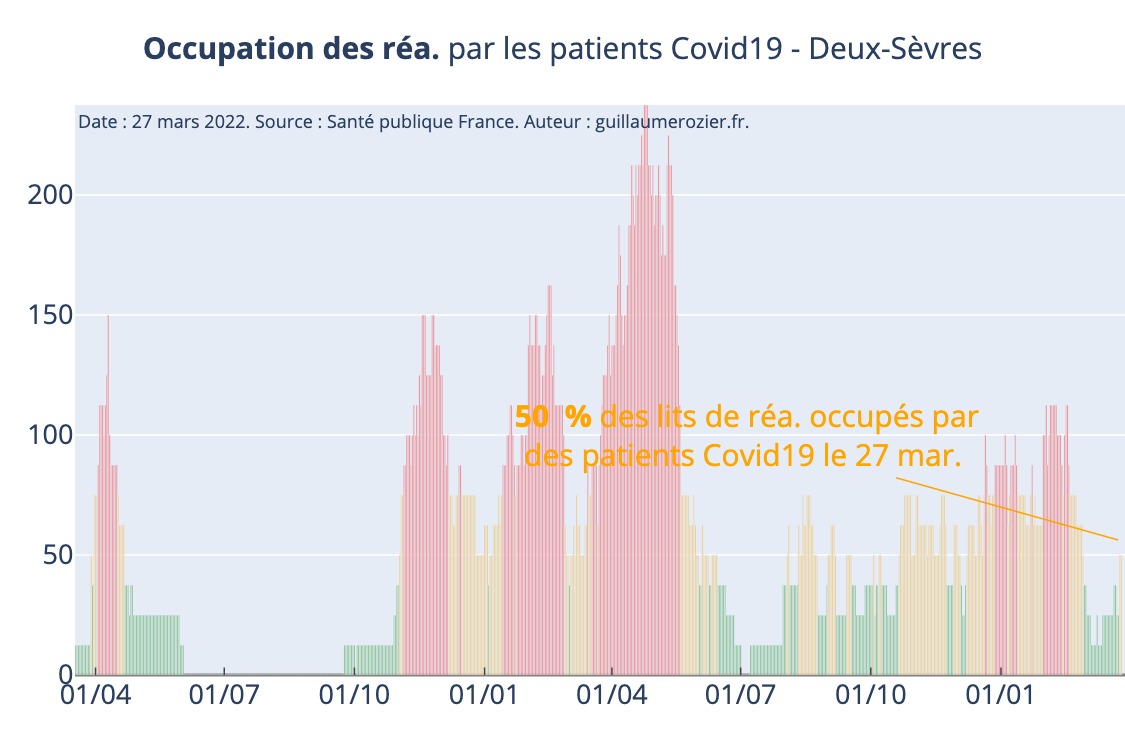 Occupation des réa. par les patients Covid19 - Deux-Sèvres
Date : 27 mars 2022. Source : Santé publique France. Auteur : guillaumerozier.fr.
200
150
100
50
0
50 % des lits de réa. occupés par
des patients Covid19 le 27 mar.
01/04 01/07 01/10 01/01 01/04 01/07 01/10 01/01